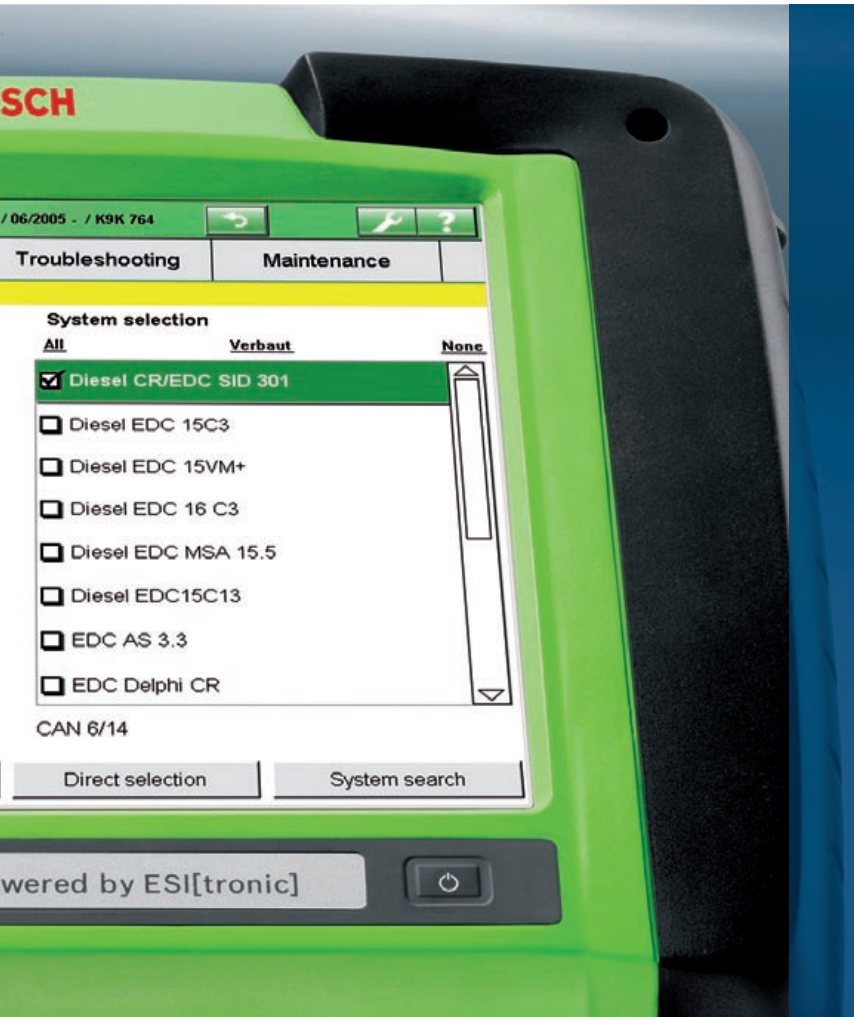 SCH
/ 06/2005 - / K9K 764
?
Troubleshooting Maintenance
System selection
All Verbaut None
Diesel CR/EDC SID 301
Diesel EDC 15C3
Diesel EDC 15VM+
Diesel EDC 16 C3
Diesel EDC MSA 15.5
Diesel EDC15C13
EDC AS 3.3
EDC Delphi CR
CAN 6/14
Direct selection System search
wered by ESI[tronic]